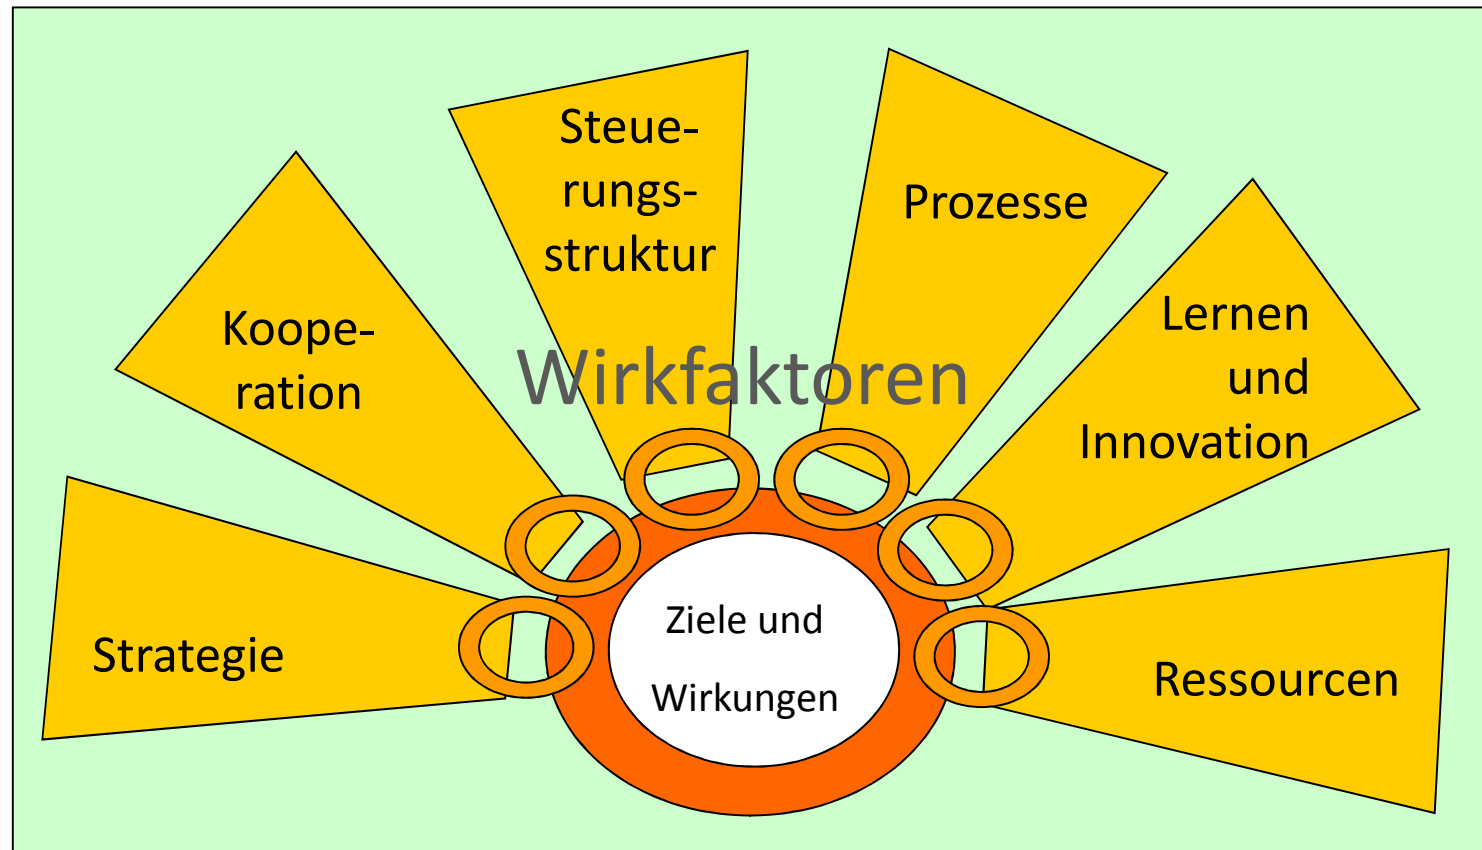 Steue-
rungs-
struktur
Prozesse
Koope-
ration
Lernen
und
Innovation
Wirkfaktoren
Strategie
Ziele und
Wirkungen
Ressourcen